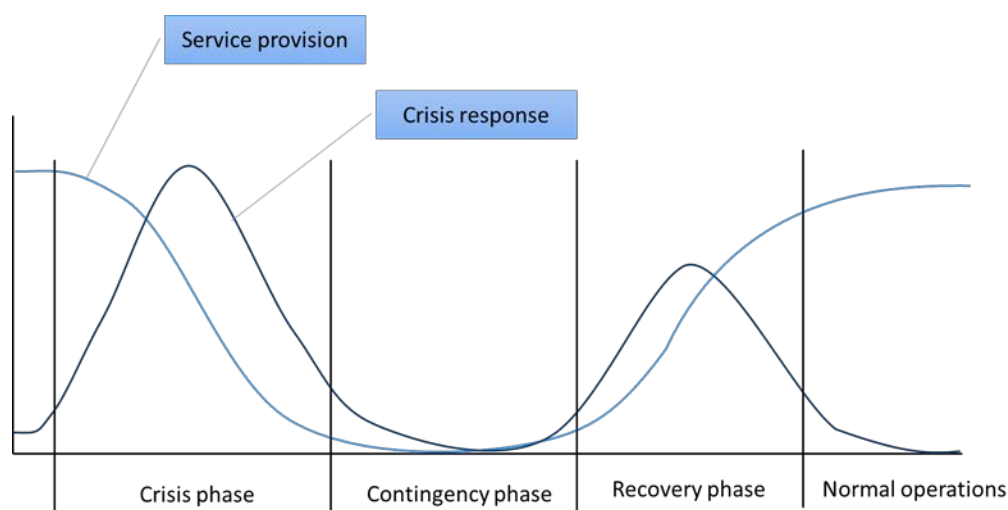 Service provision
Crisis response
Crisis phase
Contingency phase
Recovery phase
Normal operations